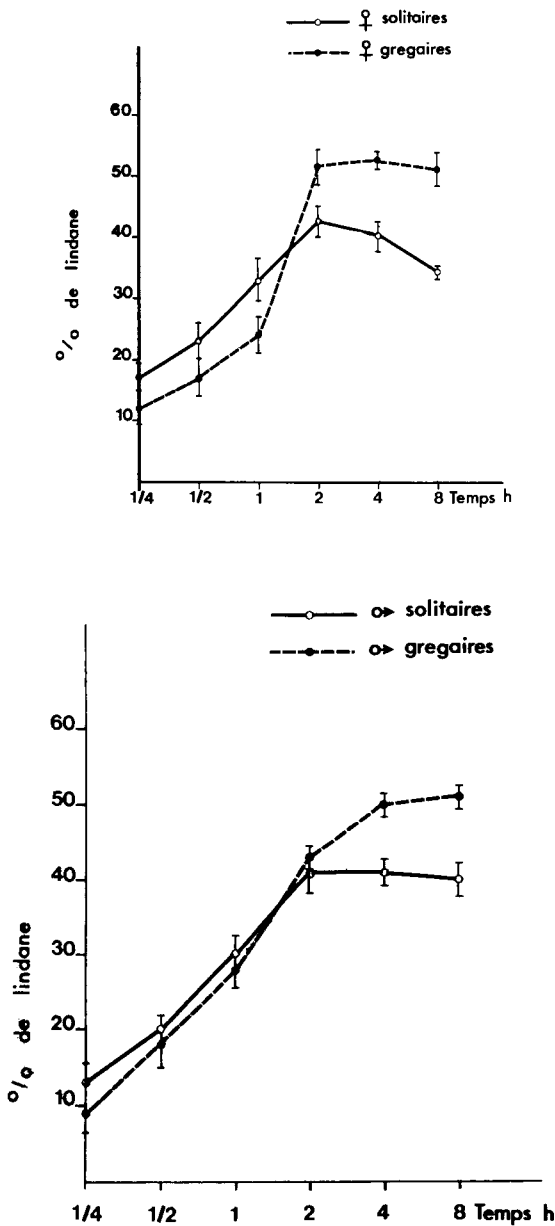 ♀ solitaires
♀ gregaires
60
50
40
30
20
10
% de lindane
1/4 1/2 1 2 4 8 Temps h
♂ solitaires
♂ gregaires
60
50
40
30
20
10
% de lindane
1/4 1/2 1 2 4 8 Temps h